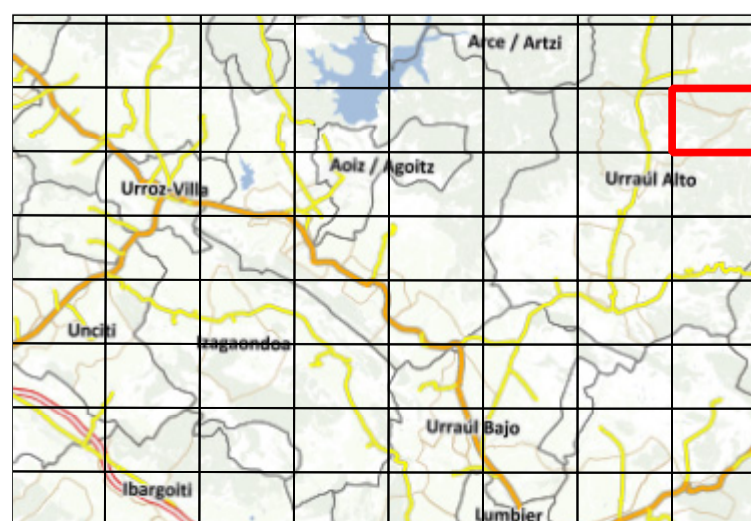 Arce / Artzi
Aoiz / Agoitz
Urroz-Villa
Urraúl Alto
Unciti
Izagaondoa
Urraúl Bajo
Ibargoiti
Lumbier